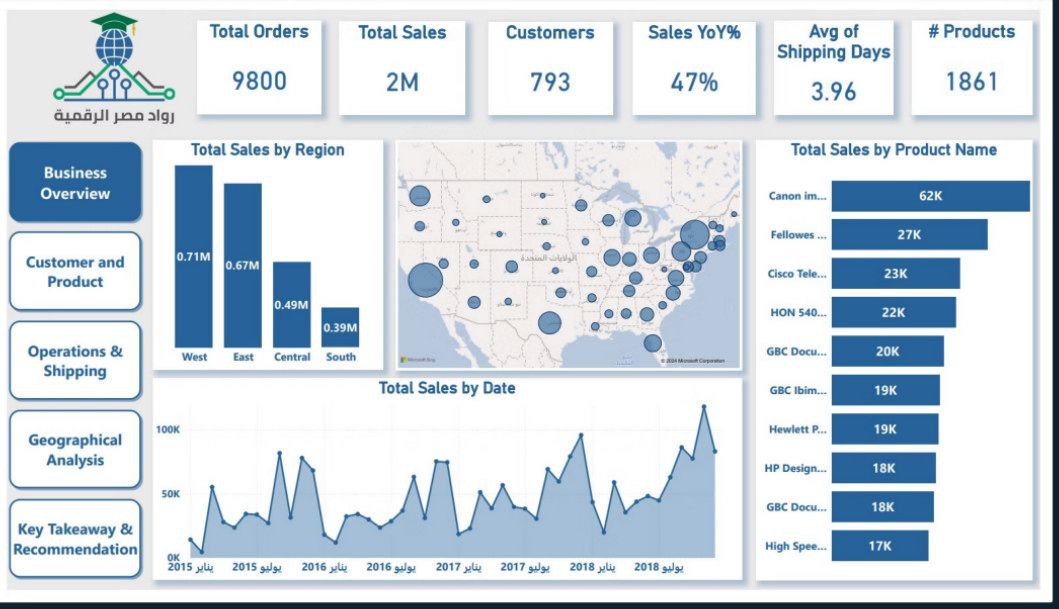 رواد مصر الرقمية
Total Orders
9800
Total Sales
2M
Customers
793
Sales YoY%
47%
Avg of
Shipping Days
3.96
# Products
1861
Business
Overview
Customer and
Product
Operations &
Shipping
Geographical
Analysis
Key Takeaway &
Recommendation
Total Sales by Region
0.71M
0.67M
0.49M
0.39M
West
East
Central
South
الولايات المتحدة
Microsoft Bing
© 2024 Microsoft Corporation
Total Sales by Date
100K
50K
0K
يناير 2015
يوليو 2015
يناير 2016
يوليو 2016
يناير 2017
يوليو 2017
يناير 2018
يوليو 2018
Total Sales by Product Name
Canon im... 62K
Fellowes ... 27K
Cisco Tele... 23K
HON 540... 22K
GBC Docu... 20K
GBC Ibim... 19K
Hewlett P... 19K
HP Design... 18K
GBC Docu... 18K
High Spee... 17K